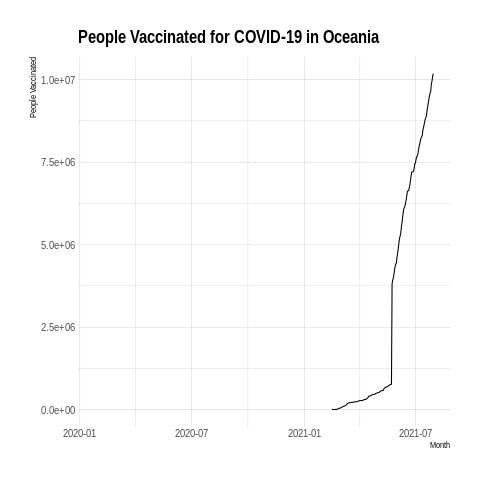 People Vaccinated for COVID-19 in Oceania
People Vaccinated
1.0e+07
7.5e+06
5.0e+06
2.5e+06
0.0e+00
2020-01 2020-07 2021-01 2021-07
Month